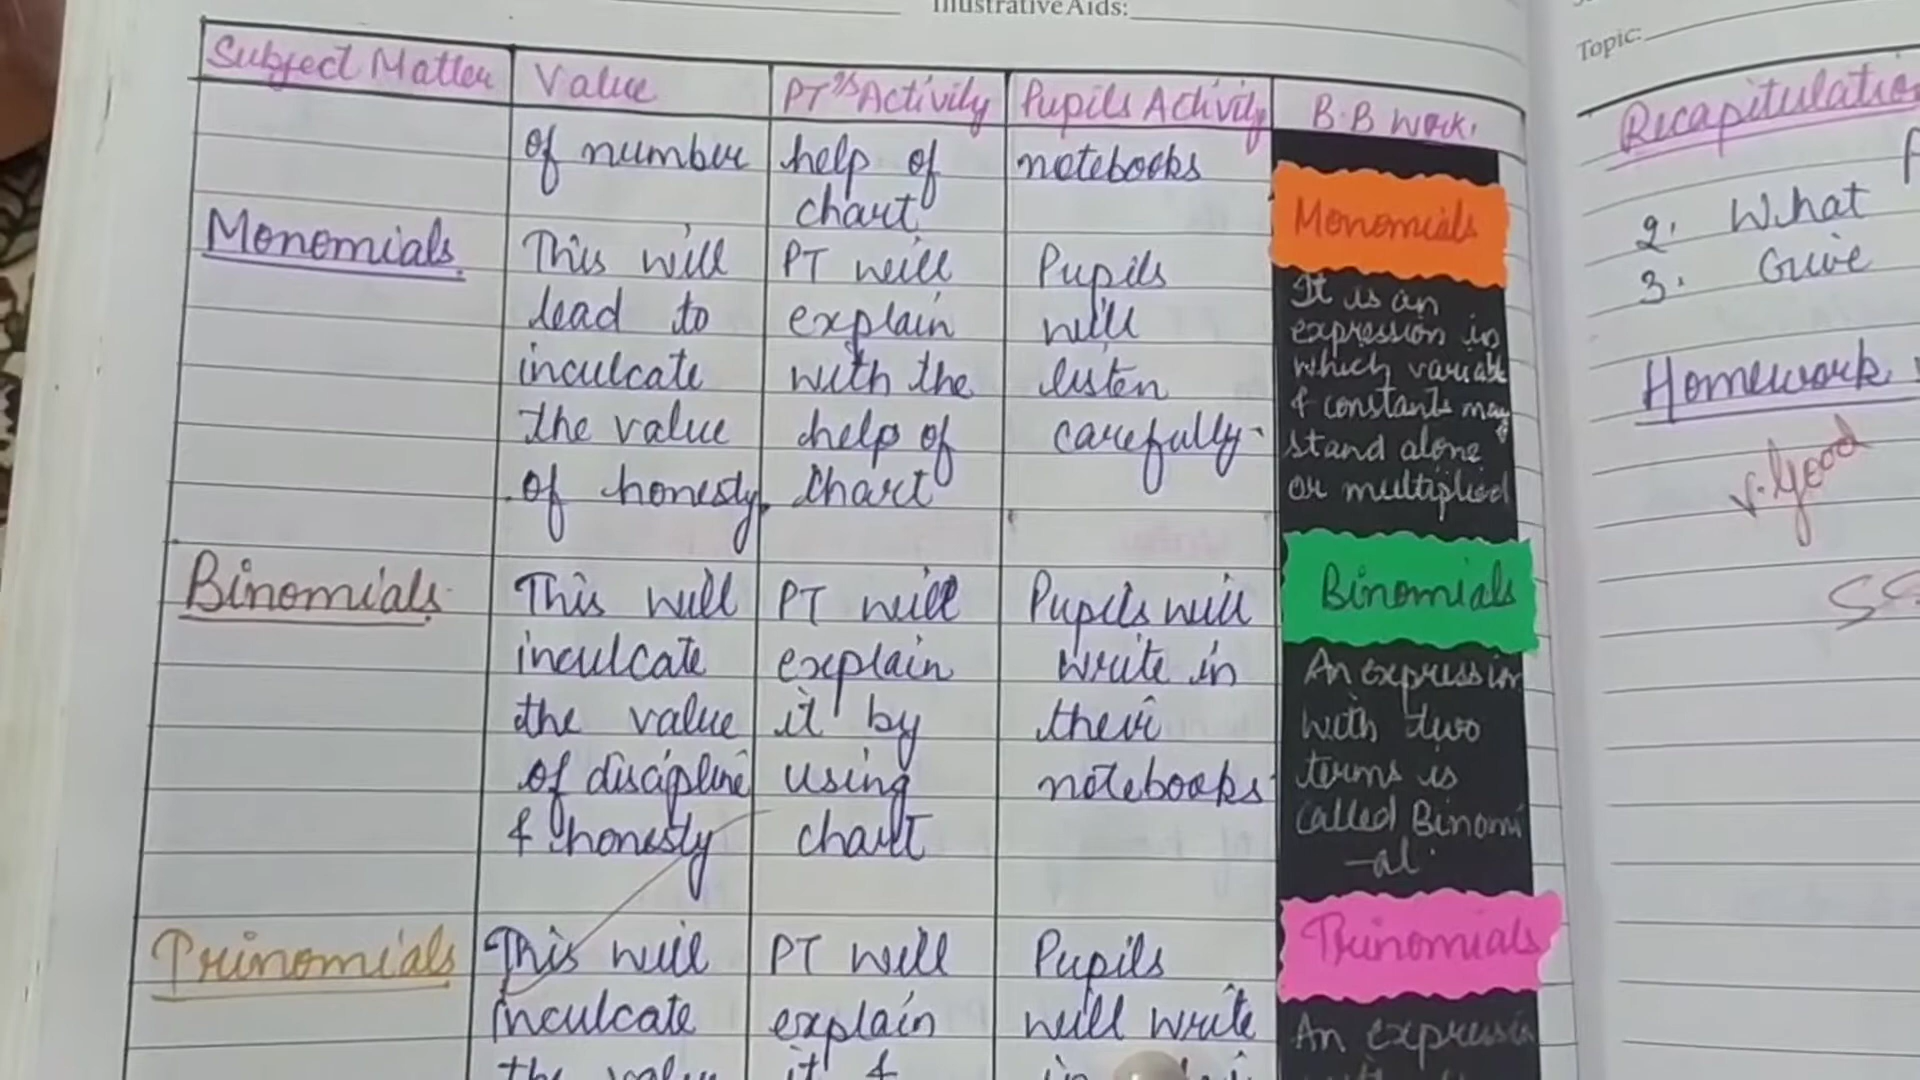 Illustrative Aids:
Subject Matter
Value
PT's Activity
Pupils Activity
B.B Work.
of number
help of
chart
notebooks
Monomials.
This will
lead to
inculcate
the value
of honesty.
PT will
explain
with the
help of
chart
Pupils
will
listen
carefully.
Monomials
It is an
expression in
which variable
& constants may
stand alone
or multiplied
Binomials.
This will
inculcate
the value
of discipline
& honesty
PT will
explain
it by
using
chart
Pupils will
write in
their
notebooks.
Binomials
An expression
with two
terms is
called Binomi
-al.
Trinomials
This will
inculcate
the value
PT will
explain
it &
Pupils
will write
in
Trinomials
An expression
Topic:
Recapitulation
2. What
3. Give
Homework
v. Good